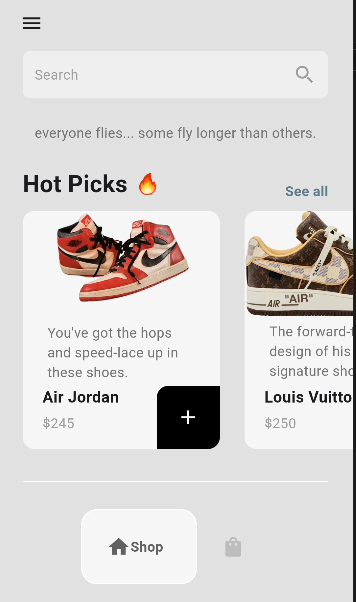 Search
everyone flies... some fly longer than others.
Hot Picks 🔥
See all
AIR "AIR"
You've got the hops
and speed-lace up in
these shoes.
Air Jordan
$245
+
The forward-t
design of his
signature sho
Louis Vuitto
$250
Shop